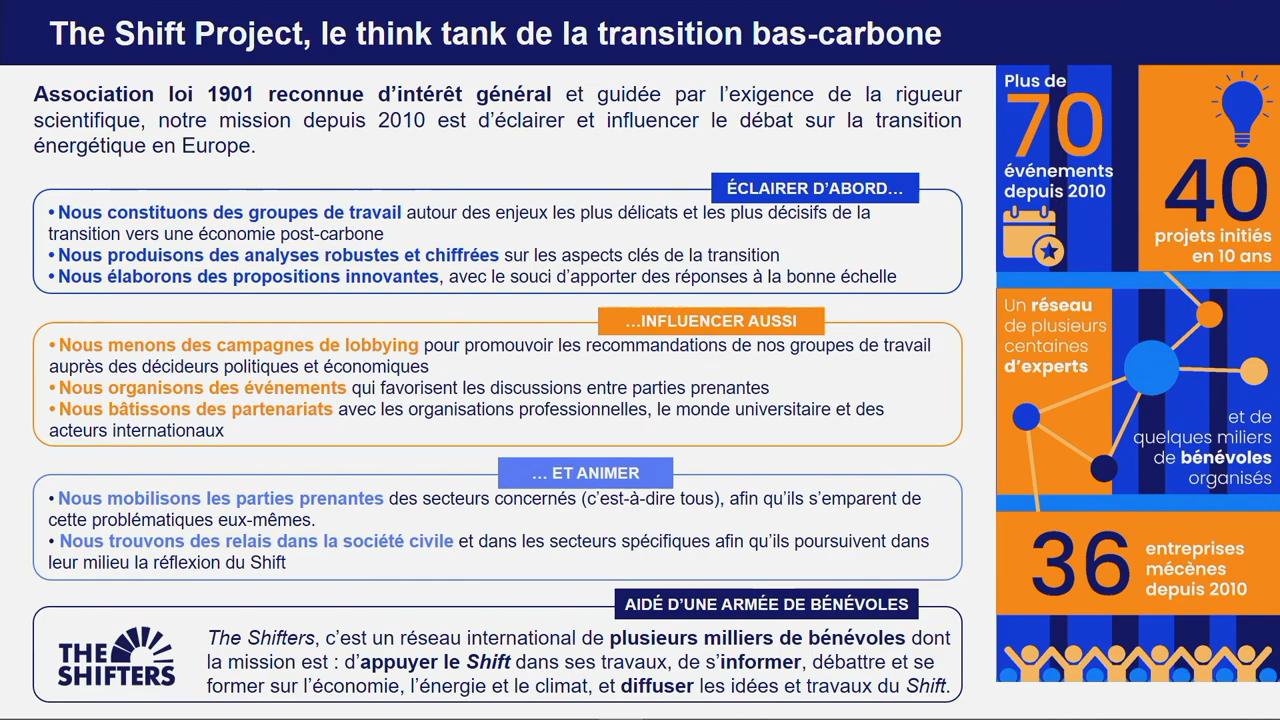 The Shift Project, le think tank de la transition bas-carbone
Association loi 1901 reconnue d’intérêt général et guidée par l’exigence de la rigueur
scientifique, notre mission depuis 2010 est d’éclairer et influencer le débat sur la transition
énergétique en Europe.
ÉCLAIRER D’ABORD…
• Nous constituons des groupes de travail autour des enjeux les plus délicats et les plus décisifs de la
transition vers une économie post-carbone
• Nous produisons des analyses robustes et chiffrées sur les aspects clés de la transition
• Nous élaborons des propositions innovantes, avec le souci d’apporter des réponses à la bonne échelle
…INFLUENCER AUSSI
• Nous menons des campagnes de lobbying pour promouvoir les recommandations de nos groupes de travail
auprès des décideurs politiques et économiques
• Nous organisons des événements qui favorisent les discussions entre parties prenantes
• Nous bâtissons des partenariats avec les organisations professionnelles, le monde universitaire et des
acteurs internationaux
… ET ANIMER
• Nous mobilisons les parties prenantes des secteurs concernés (c’est-à-dire tous), afin qu’ils s’emparent de
cette problématiques eux-mêmes.
• Nous trouvons des relais dans la société civile et dans les secteurs spécifiques afin qu’ils poursuivent dans
leur milieu la réflexion du Shift
AIDÉ D’UNE ARMÉE DE BÉNÉVOLES
THE
SHIFTERS
The Shifters, c’est un réseau international de plusieurs milliers de bénévoles dont
la mission est : d’appuyer le Shift dans ses travaux, de s’informer, débattre et se
former sur l’économie, l’énergie et le climat, et diffuser les idées et travaux du Shift.
Plus de
70
événements
depuis 2010
40
projets initiés
en 10 ans
Un réseau
de plusieurs
centaines
d’experts
et de
quelques miliers
de bénévoles
organisés
36
entreprises
mécènes
depuis 2010